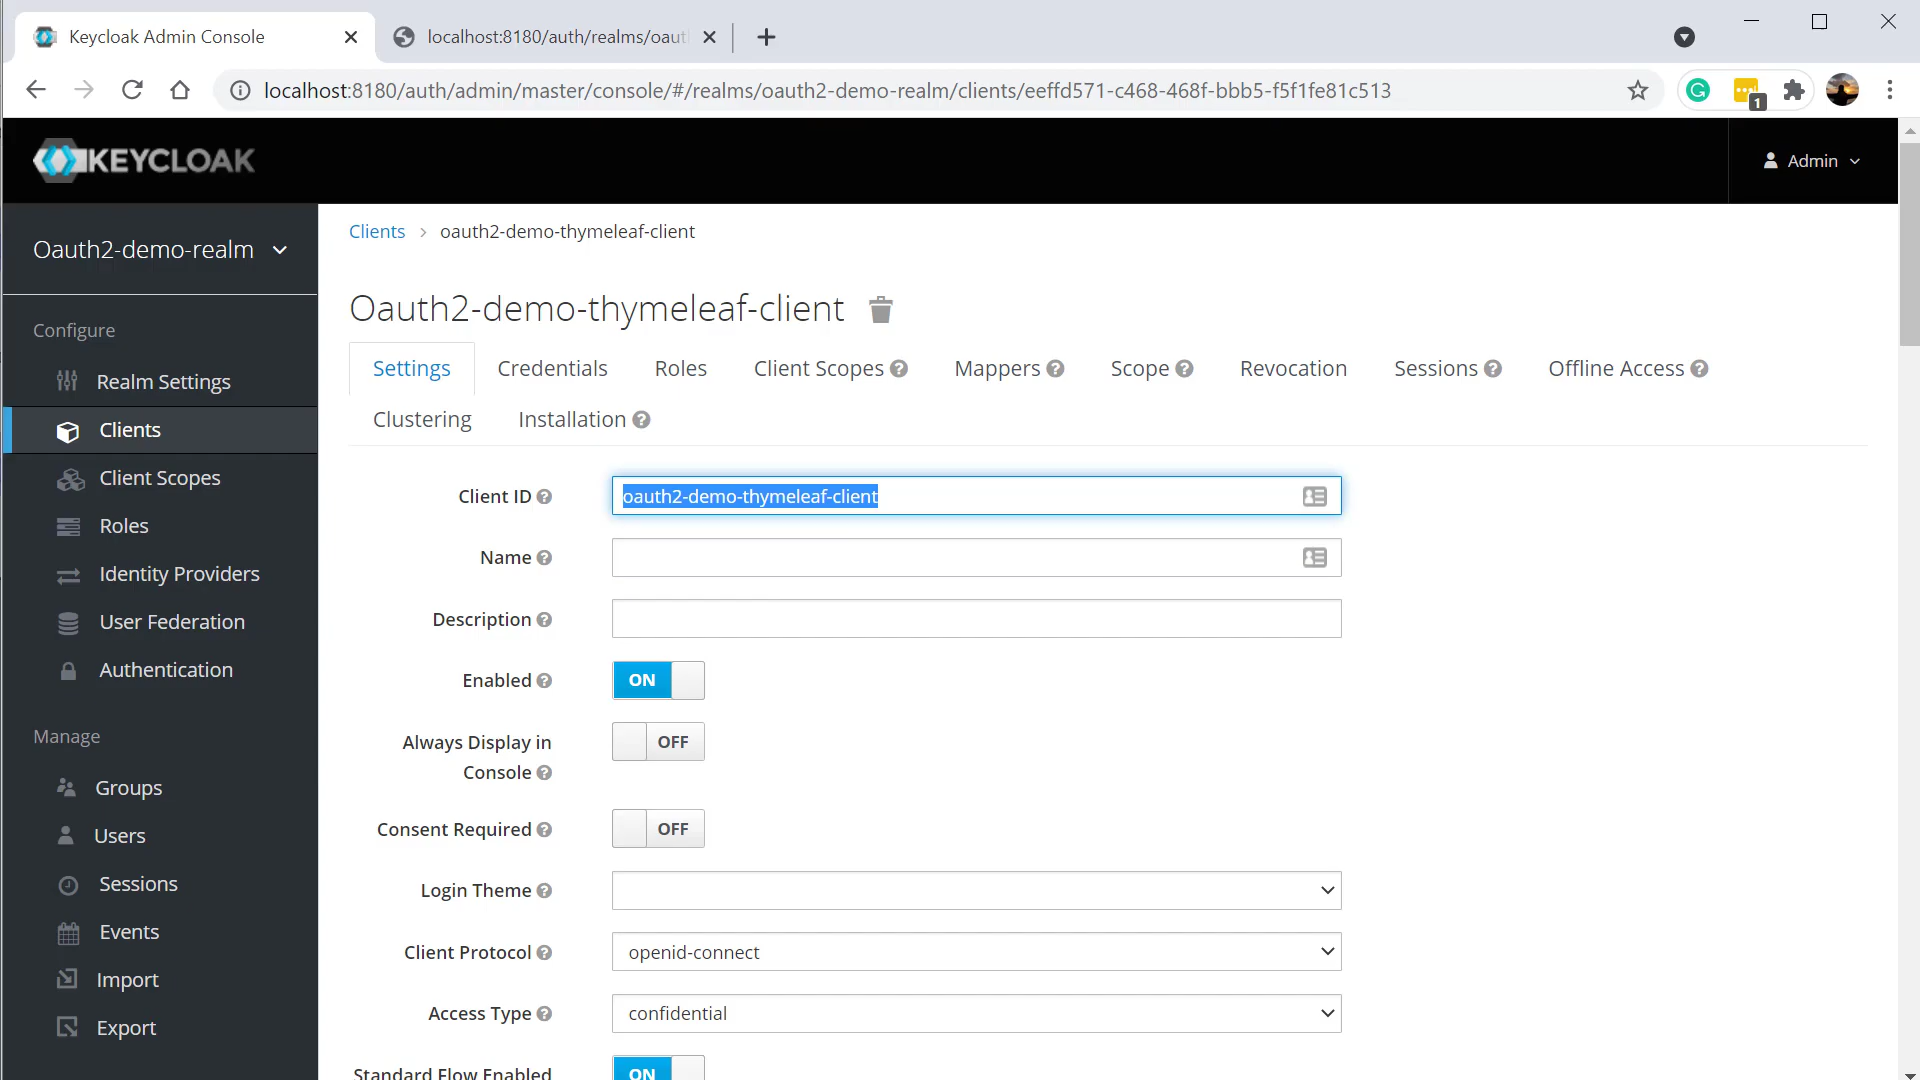 Keycloak Admin Console
localhost:8180/auth/realms/oaut
localhost:8180/auth/admin/master/console/#/realms/oauth2-demo-realm/clients/eeffd571-c468-468f-bbb5-f5f1fe81c513
1
KEYCLOAK
Admin
Oauth2-demo-realm
Configure
Realm Settings
Clients
Client Scopes
Roles
Identity Providers
User Federation
Authentication
Manage
Groups
Users
Sessions
Events
Import
Export
Clients > oauth2-demo-thymeleaf-client
Oauth2-demo-thymeleaf-client
Settings Credentials Roles Client Scopes Mappers Scope Revocation Sessions Offline Access
Clustering Installation
Client ID oauth2-demo-thymeleaf-client
Name
Description
Enabled ON
Always Display in
Console OFF
Consent Required OFF
Login Theme
Client Protocol openid-connect
Access Type confidential
Standard Flow Enabled ON